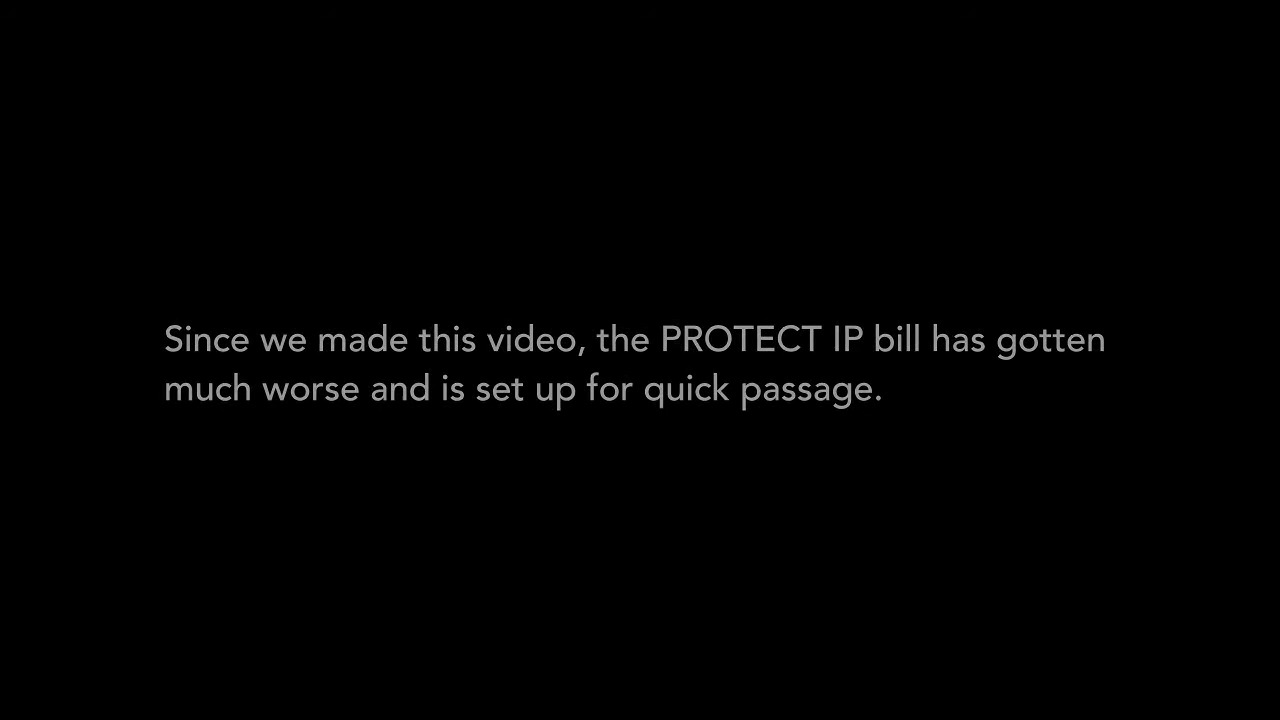 Since we made this video, the PROTECT IP bill has gotten
much worse and is set up for quick passage.